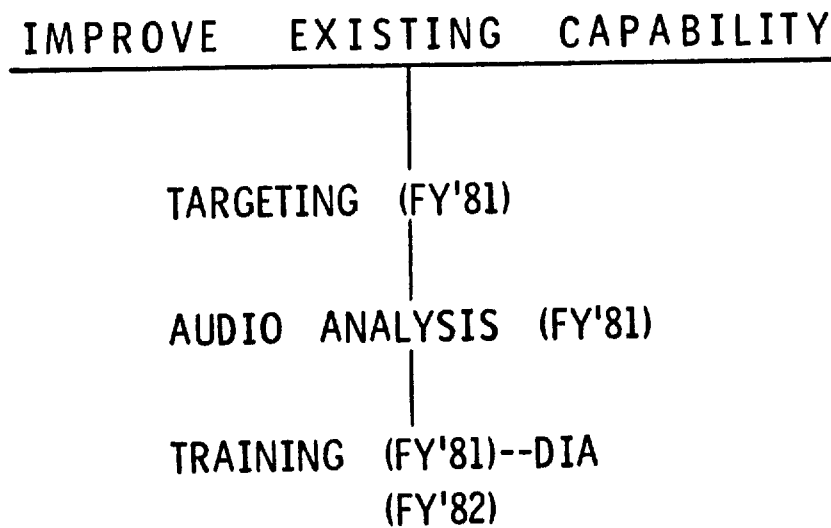 IMPROVE EXISTING CAPABILITY
TARGETING (FY'81)
AUDIO ANALYSIS (FY'81)
TRAINING (FY'81)--DIA
(FY'82)